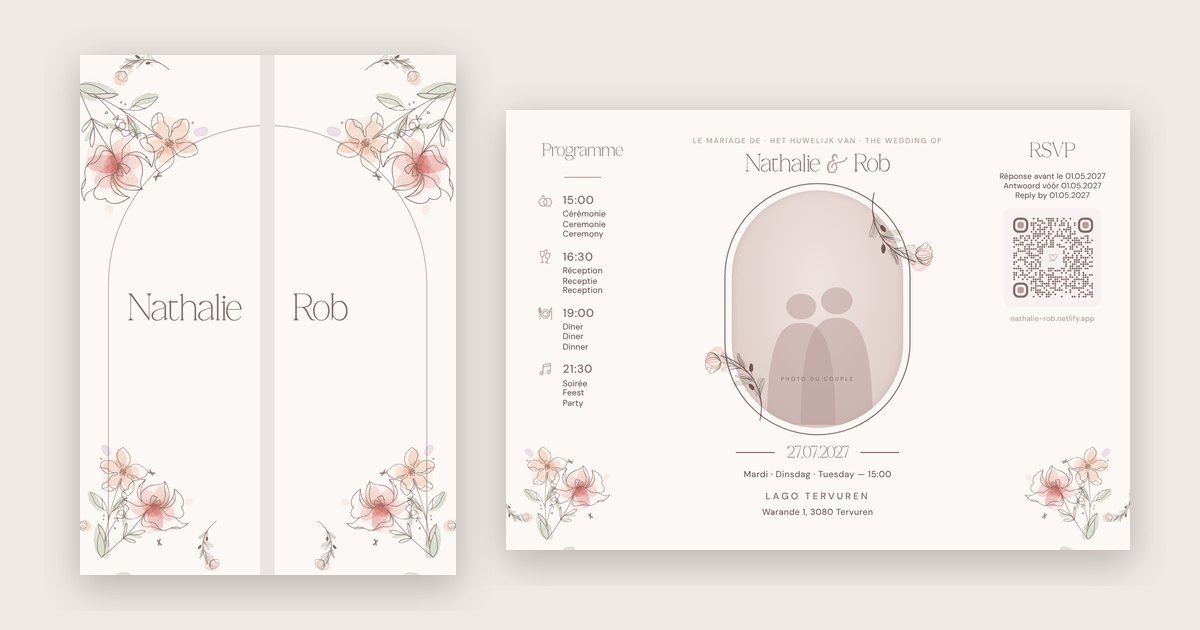 Nathalie
Rob
Programme
15:00
Cérémonie
Ceremonie
Ceremony
16:30
Réception
Receptie
Reception
19:00
Dîner
Diner
Dinner
21:30
Soirée
Feest
Party
LE MARIAGE DE · HET HUWELIJK VAN · THE WEDDING OF
Nathalie & Rob
PHOTO DU COUPLE
27.07.2027
Mardi · Dinsdag · Tuesday — 15:00
LAGO TERVUREN
Warande 1, 3080 Tervuren
RSVP
Réponse avant le 01.05.2027
Antwoord vóór 01.05.2027
Reply by 01.05.2027
nathalie-rob.netlify.app